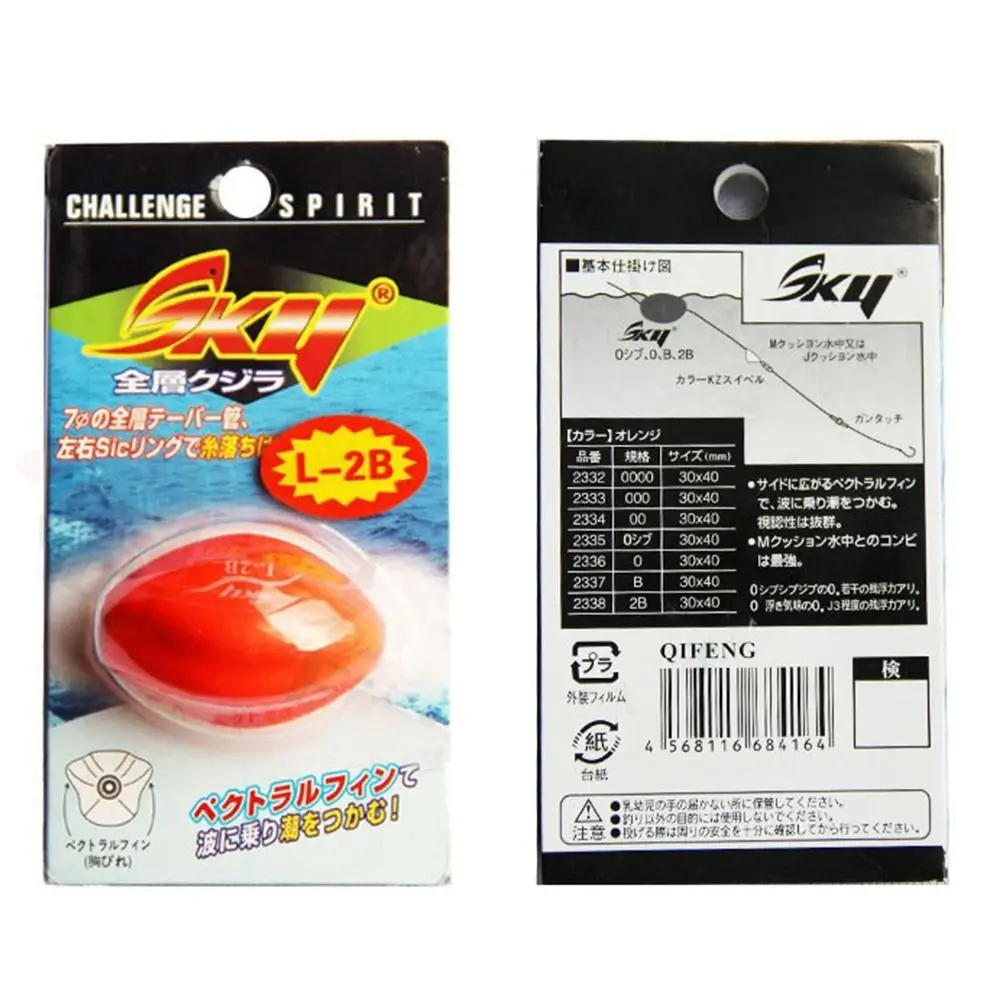 CHALLENGE SPIRIT
SKY®
全層クジラ
7φの全層テーパー管、
左右Sicリングで糸落ち
L-2B
L.2B
SKY
ペクトラルフィンで
波に乗り潮をつかむ!
ペクトラルフィン
(胸びれ)
■基本仕掛け図
SKY®
SKY®
0シブ、0、B、2B
Mクッション水中又は
Jクッション水中
カラーKZスイベル
ガンタッチ
【カラー】オレンジ
品番 規格 サイズ(mm)
2332 0000 30x40
2333 000 30x40
2334 00 30x40
2335 0シブ 30x40
2336 0 30x40
2337 B 30x40
2338 2B 30x40
●サイドに広がるペクトラルフィン
で、波に乗り潮をつかむ。
視認性は抜群。
●Mクッション水中とのコンビ
は最強。
0シブシブシブの0。若干の残浮力アリ。
0 浮き気味の0。J3程度の残浮力アリ。
プラ
外装フィルム
紙
台紙
QIFENG
4 568116 684164
検
注意
●乳幼児の手の届かない所に保管してください。
●釣り以外の目的には使用しないでください。
●投げる際は周りの安全を十分に確認してから行ってください。